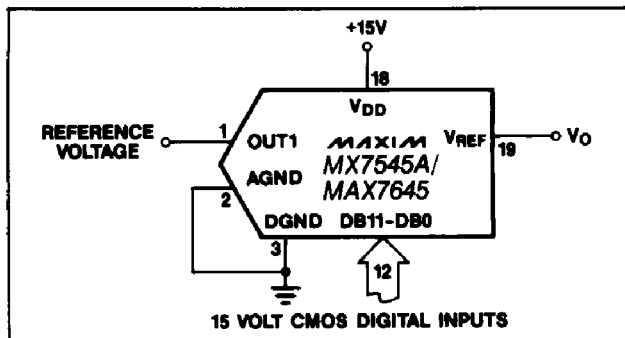 +15V
18
VDD
REFERENCE
VOLTAGE
1
OUT1
MAXIM
VREF
19
VO
MX7545A/
MAX7645
AGND
2
DGND
DB11-DB0
3
12
15 VOLT CMOS DIGITAL INPUTS